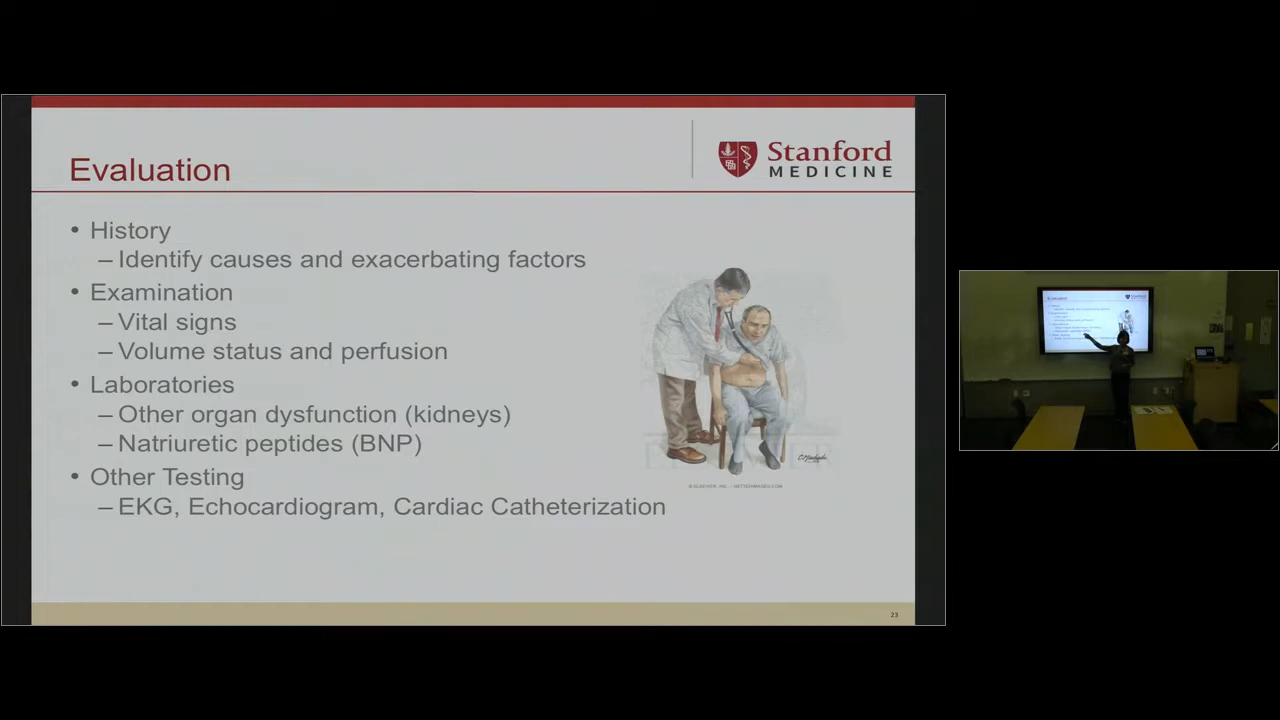 Evaluation
Stanford
MEDICINE
• History
– Identify causes and exacerbating factors
• Examination
– Vital signs
– Volume status and perfusion
• Laboratories
– Other organ dysfunction (kidneys)
– Natriuretic peptides (BNP)
• Other Testing
– EKG, Echocardiogram, Cardiac Catheterization
23